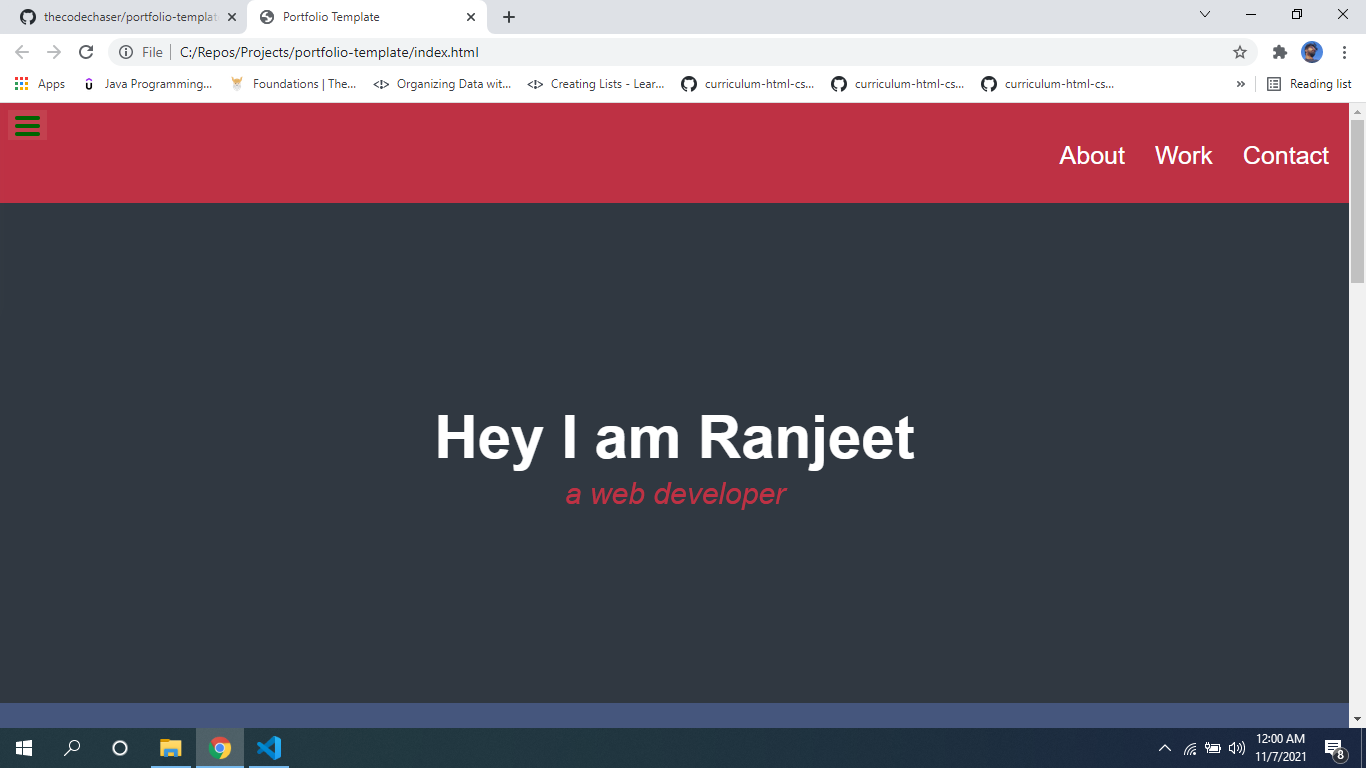 thecodechaser/portfolio-templat
Portfolio Template
File
C:/Repos/Projects/portfolio-template/index.html
Apps
Java Programming...
Foundations | The...
Organizing Data wit...
Creating Lists - Lear...
curriculum-html-cs...
curriculum-html-cs...
curriculum-html-cs...
»
Reading list
About Work Contact
Hey I am Ranjeet
a web developer
12:00 AM
11/7/2021
8